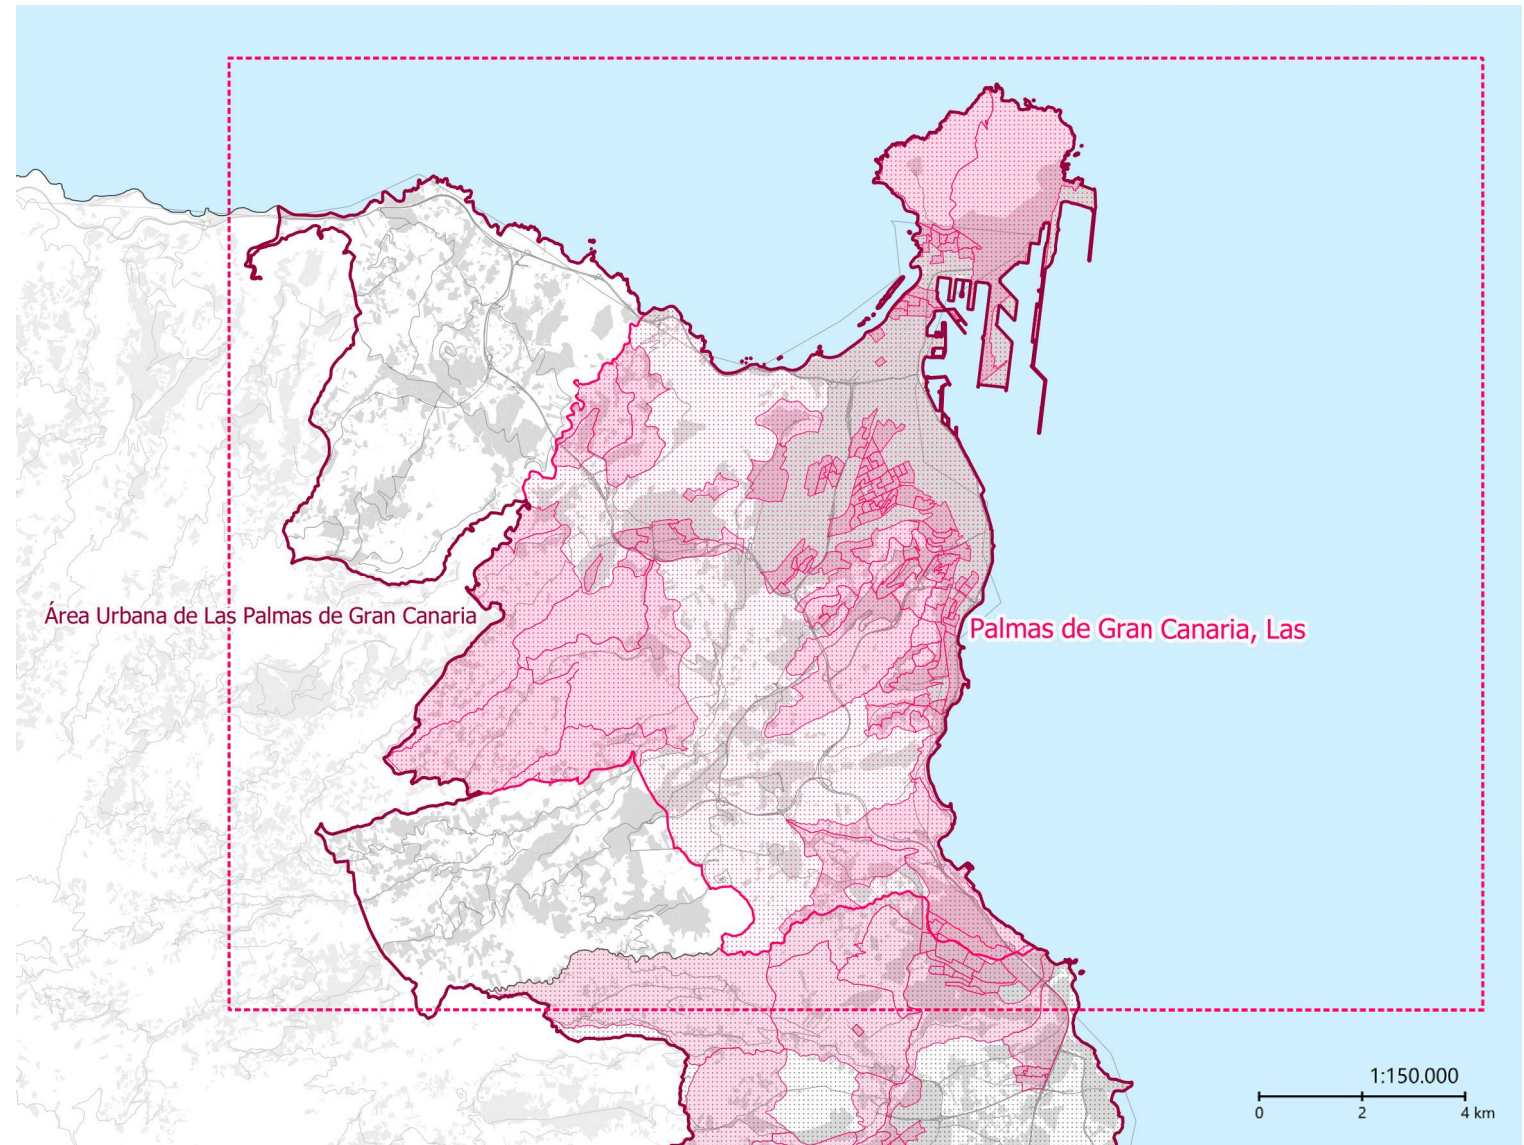 Área Urbana de Las Palmas de Gran Canaria
Palmas de Gran Canaria, Las
1:150.000
0 2 4 km